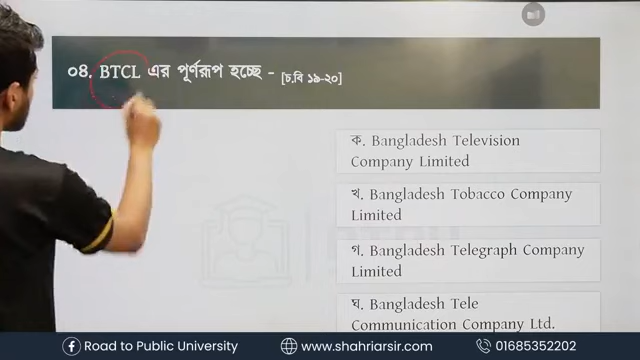 ০৪. BTCL এর পূর্ণরূপ হচ্ছে - [চ.বি ১৯-২০]
ক. Bangladesh Television
Company Limited
খ. Bangladesh Tobacco Company
Limited
গ. Bangladesh Telegraph Company
Limited
ঘ. Bangladesh Tele
Communication Company Ltd.
Road to Public University
www.shahriarsir.com
01685352202